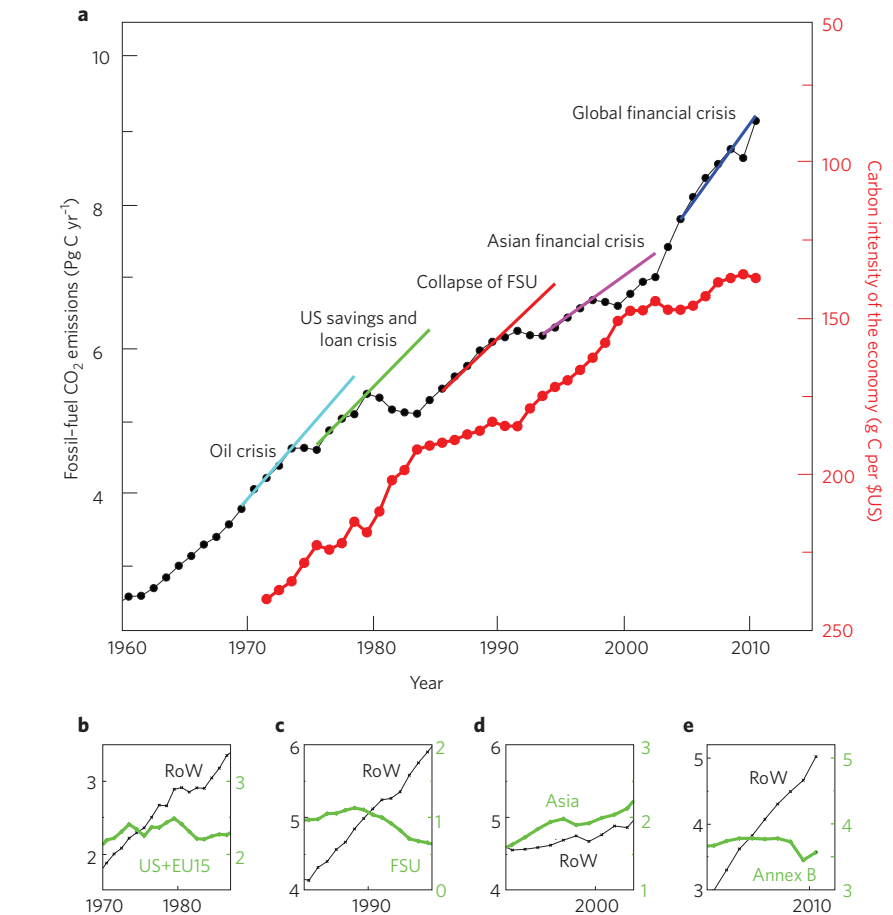 a
50
10
Global financial crisis
100
8
Asian financial crisis
Collapse of FSU
US savings and
loan crisis
150
6
Oil crisis
200
4
250
Fossil-fuel CO2 emissions (Pg C yr⁻¹)
Carbon intensity of the economy (g C per $US)
1960 1970 1980 1990 2000 2010
Year
b
RoW
3 3
2 2
US+EU15
1970 1980
c
6 2
RoW
5 1
FSU
4 0
1990
d
6 3
Asia
5 2
RoW
4 1
2000
e
5 5
RoW
4 4
Annex B
3 3
2010